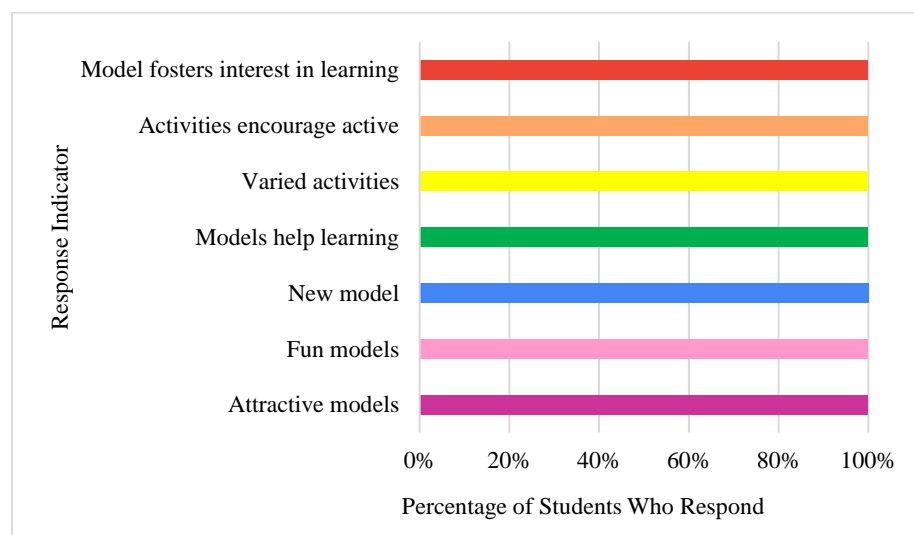 Model fosters interest in learning
Activities encourage active
Varied activities
Models help learning
New model
Fun models
Attractive models
Response Indicator
0% 20% 40% 60% 80% 100%
Percentage of Students Who Respond